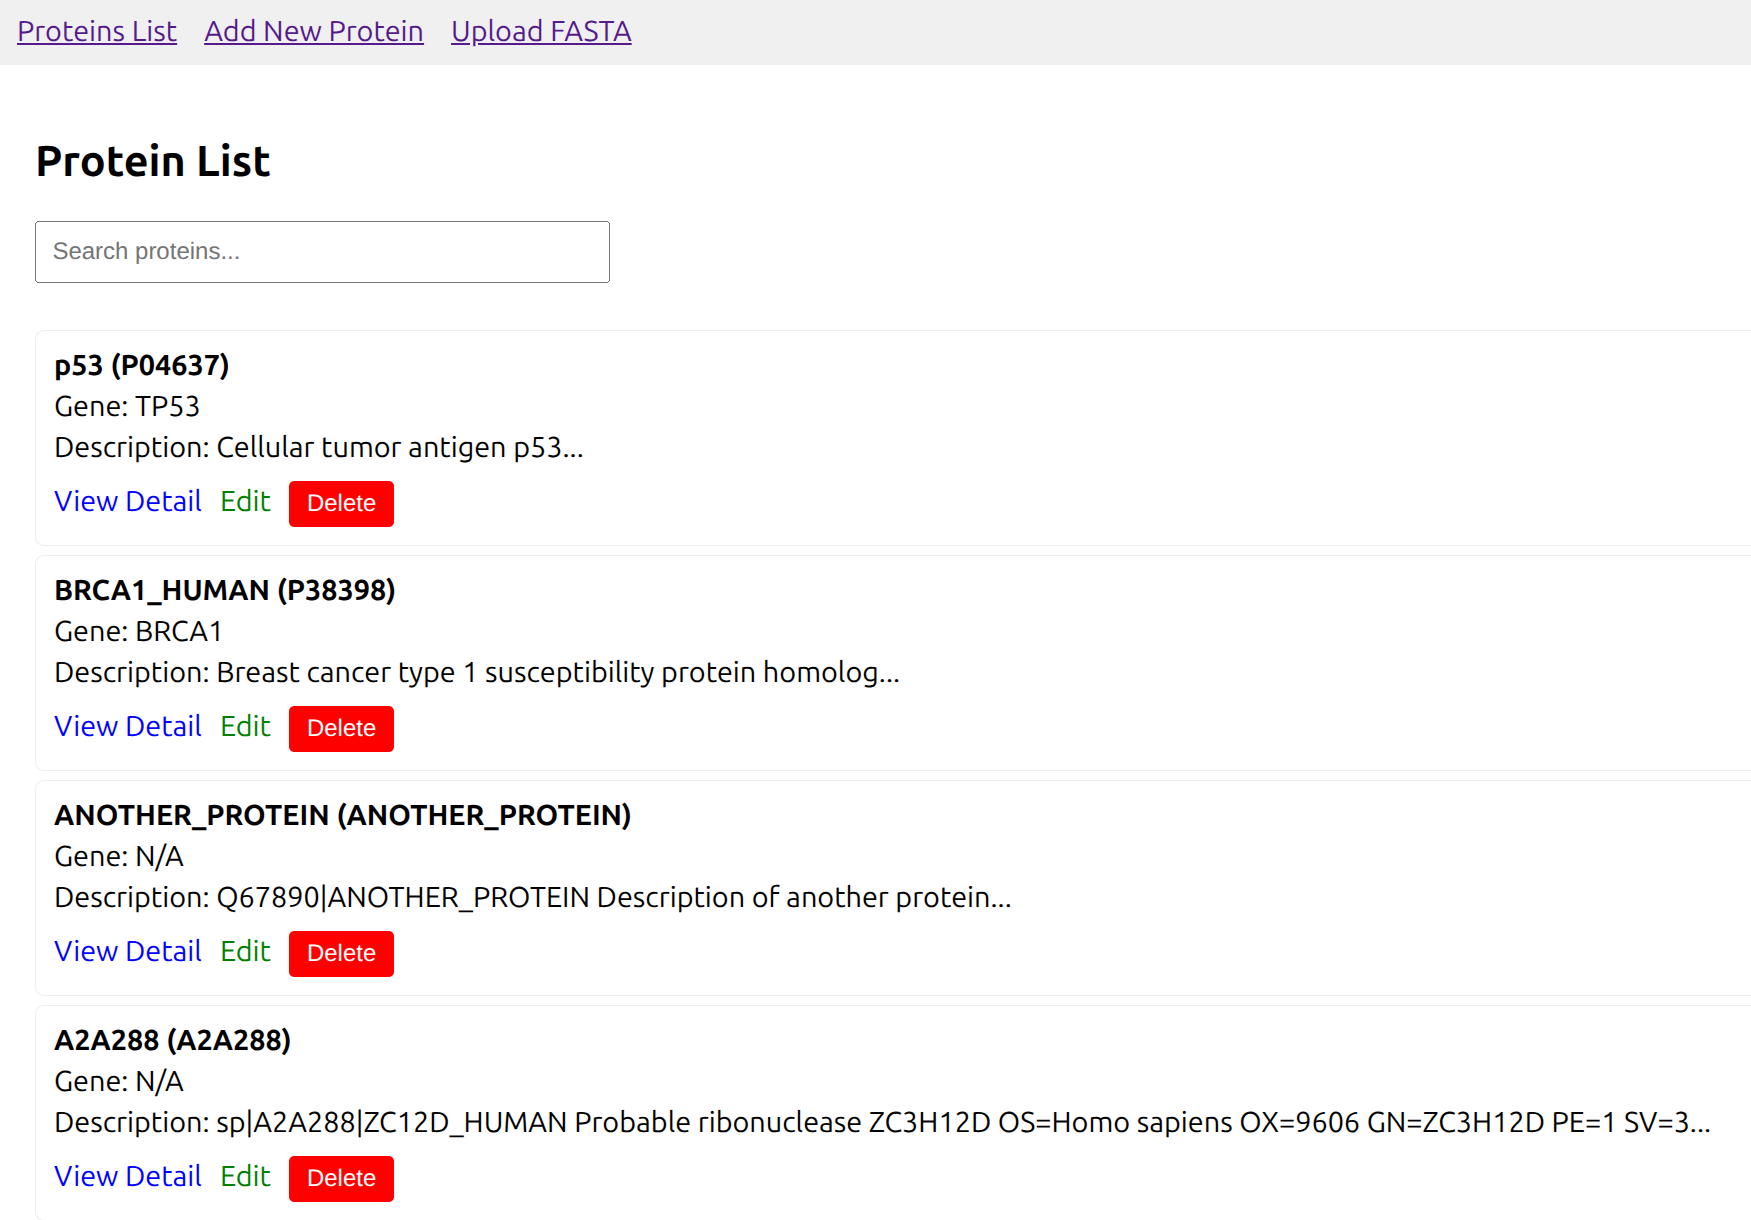 Proteins List Add New Protein Upload FASTA
Protein List
Search proteins...
p53 (P04637)
Gene: TP53
Description: Cellular tumor antigen p53...
View Detail Edit Delete
BRCA1_HUMAN (P38398)
Gene: BRCA1
Description: Breast cancer type 1 susceptibility protein homolog...
View Detail Edit Delete
ANOTHER_PROTEIN (ANOTHER_PROTEIN)
Gene: N/A
Description: Q67890|ANOTHER_PROTEIN Description of another protein...
View Detail Edit Delete
A2A288 (A2A288)
Gene: N/A
Description: sp|A2A288|ZC12D_HUMAN Probable ribonuclease ZC3H12D OS=Homo sapiens OX=9606 GN=ZC3H12D PE=1 SV=3...
View Detail Edit Delete